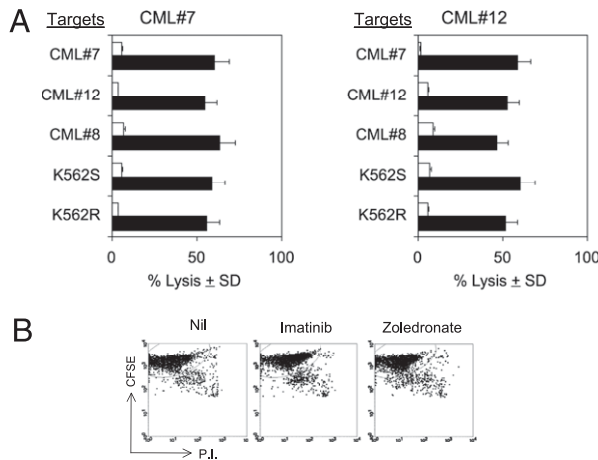 A
Targets CML#7
CML#7
CML#12
CML#8
K562S
K562R
0 50 100
% Lysis ± SD
Targets CML#12
CML#7
CML#12
CML#8
K562S
K562R
0 50 100
% Lysis ± SD
B
Nil Imatinib Zoledronate
CFSE
P.I.